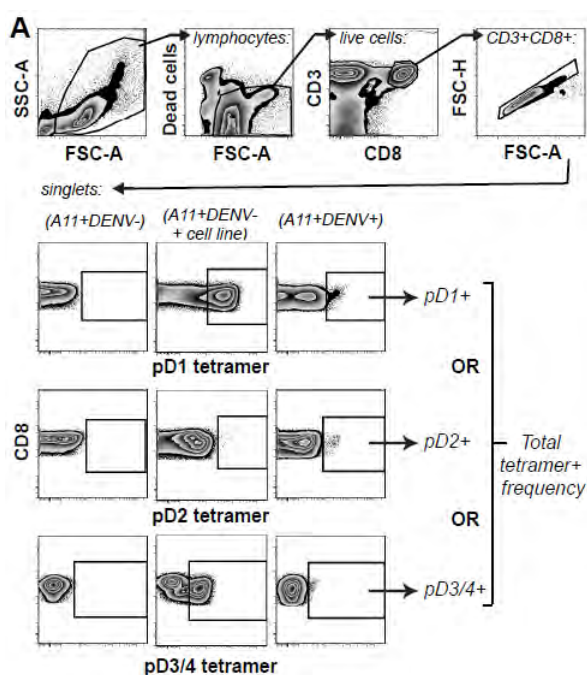 A
lymphocytes:
live cells:
CD3+CD8+:
SSC-A
FSC-A
Dead cells
FSC-A
CD3
CD8
FSC-H
FSC-A
singlets:
(A11+DENV-)
(A11+DENV-
+ cell line)
(A11+DENV+)
pD1+
pD1 tetramer
OR
CD8
pD2+
pD2 tetramer
Total
tetramer+
frequency
OR
pD3/4+
pD3/4 tetramer